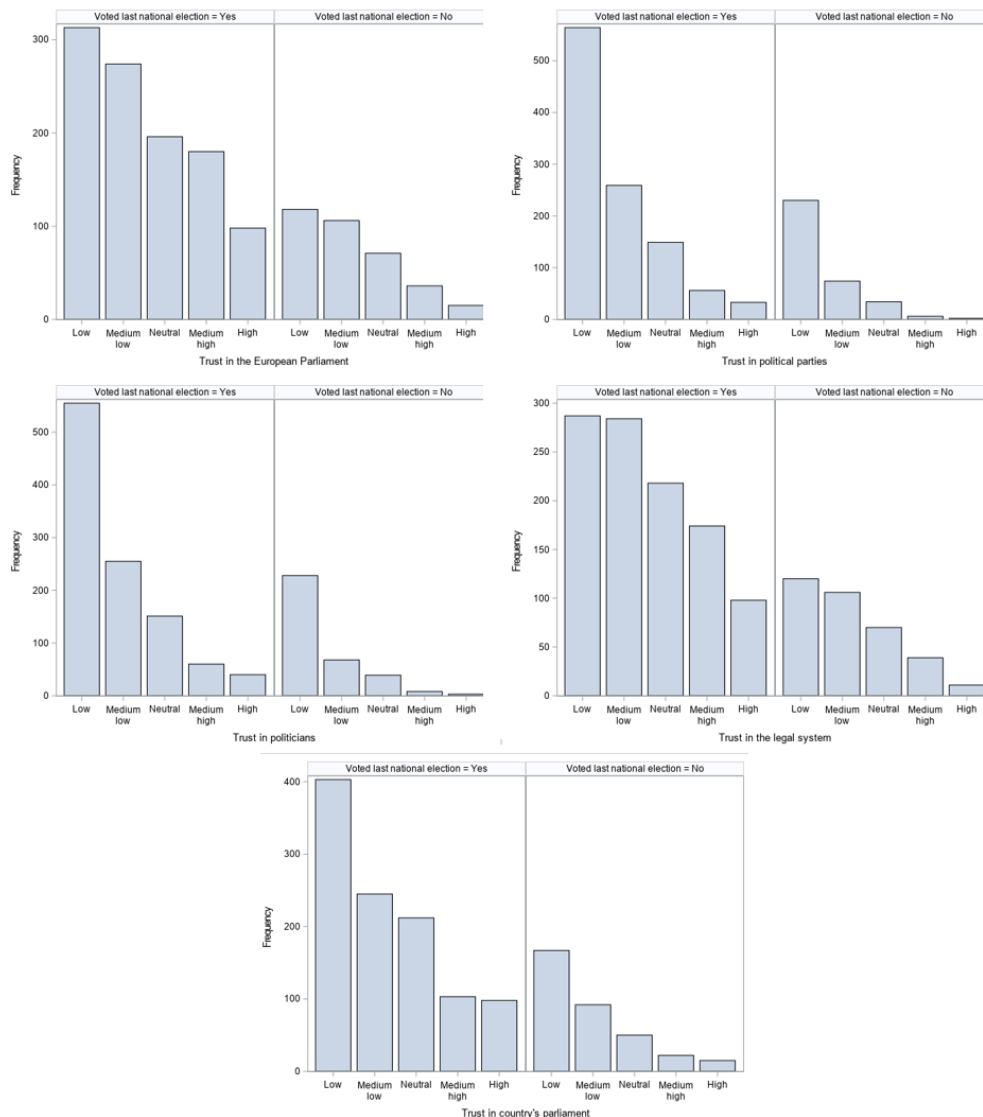 Voted last national election = Yes Voted last national election = No
300
200
100
0
Frequency
Low Medium low Neutral Medium high High Low Medium low Neutral Medium high High
Trust in the European Parliament
Voted last national election = Yes Voted last national election = No
500
400
300
200
100
0
Frequency
Low Medium low Neutral Medium high High Low Medium low Neutral Medium high High
Trust in political parties
Voted last national election = Yes Voted last national election = No
500
400
300
200
100
0
Frequency
Low Medium low Neutral Medium high High Low Medium low Neutral Medium high High
Trust in politicians
Voted last national election = Yes Voted last national election = No
300
250
200
150
100
50
0
Frequency
Low Medium low Neutral Medium high High Low Medium low Neutral Medium high High
Trust in the legal system
Voted last national election = Yes Voted last national election = No
400
300
200
100
0
Frequency
Low Medium low Neutral Medium high High Low Medium low Neutral Medium high High
Trust in country's parliament